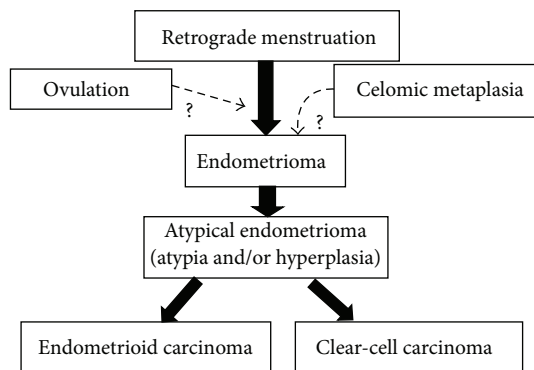 Retrograde menstruation
Ovulation
Celomic metaplasia
?
?
Endometrioma
Atypical endometrioma
(atypia and/or hyperplasia)
Endometrioid carcinoma
Clear-cell carcinoma